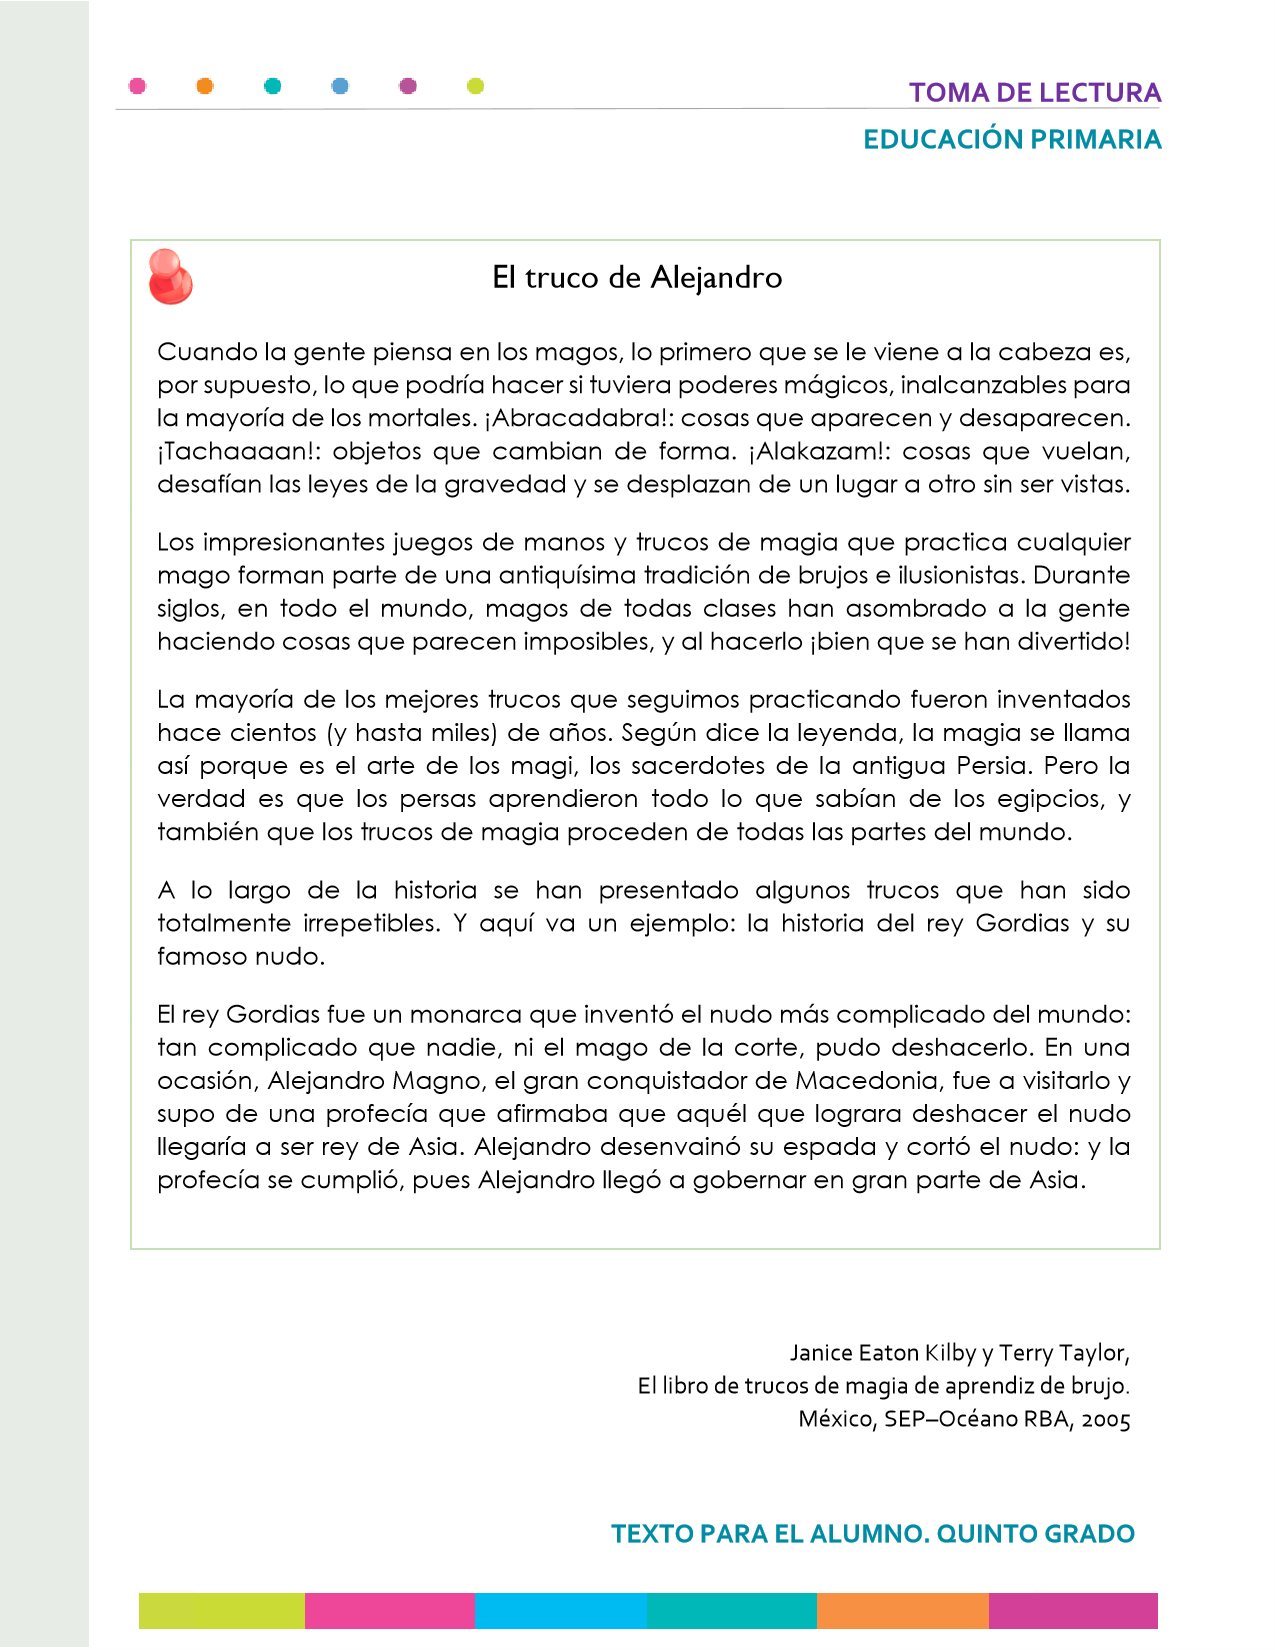 TOMA DE LECTURA
EDUCACIÓN PRIMARIA
El truco de Alejandro
Cuando la gente piensa en los magos, lo primero que se le viene a la cabeza es,
por supuesto, lo que podría hacer si tuviera poderes mágicos, inalcanzables para
la mayoría de los mortales. ¡Abracadabra!: cosas que aparecen y desaparecen.
¡Tachaaaan!: objetos que cambian de forma. ¡Alakazam!: cosas que vuelan,
desafían las leyes de la gravedad y se desplazan de un lugar a otro sin ser vistas.
Los impresionantes juegos de manos y trucos de magia que practica cualquier
mago forman parte de una antiquísima tradición de brujos e ilusionistas. Durante
siglos, en todo el mundo, magos de todas clases han asombrado a la gente
haciendo cosas que parecen imposibles, y al hacerlo ¡bien que se han divertido!
La mayoría de los mejores trucos que seguimos practicando fueron inventados
hace cientos (y hasta miles) de años. Según dice la leyenda, la magia se llama
así porque es el arte de los magi, los sacerdotes de la antigua Persia. Pero la
verdad es que los persas aprendieron todo lo que sabían de los egipcios, y
también que los trucos de magia proceden de todas las partes del mundo.
A lo largo de la historia se han presentado algunos trucos que han sido
totalmente irrepetibles. Y aquí va un ejemplo: la historia del rey Gordias y su
famoso nudo.
El rey Gordias fue un monarca que inventó el nudo más complicado del mundo:
tan complicado que nadie, ni el mago de la corte, pudo deshacerlo. En una
ocasión, Alejandro Magno, el gran conquistador de Macedonia, fue a visitarlo y
supo de una profecía que afirmaba que aquél que lograra deshacer el nudo
llegaría a ser rey de Asia. Alejandro desenvainó su espada y cortó el nudo: y la
profecía se cumplió, pues Alejandro llegó a gobernar en gran parte de Asia.
Janice Eaton Kilby y Terry Taylor,
El libro de trucos de magia de aprendiz de brujo.
México, SEP–Océano RBA, 2005
TEXTO PARA EL ALUMNO. QUINTO GRADO